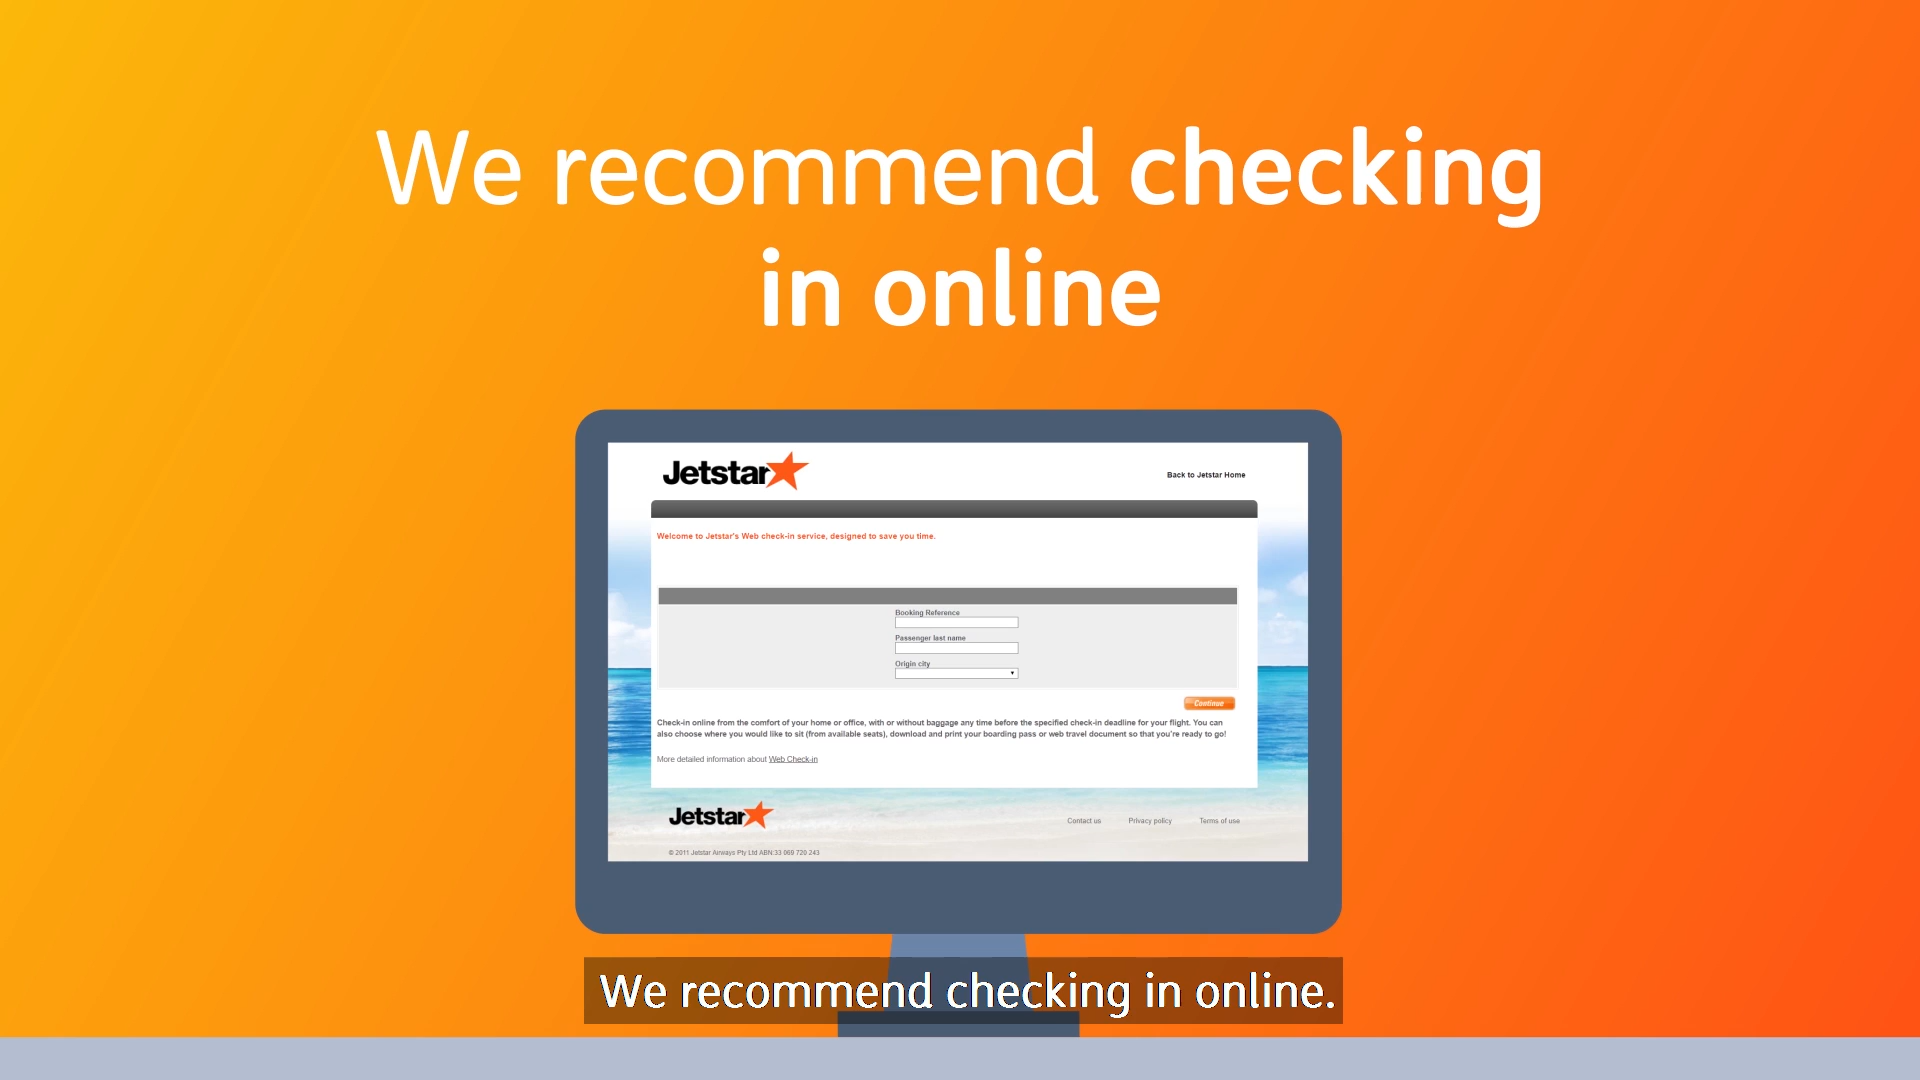 We recommend checking
in online
Jetstar
Back to Jetstar Home
Welcome to Jetstar's Web check-in service, designed to save you time.
Booking Reference
Passenger last name
Origin city
Continue
Check-in online from the comfort of your home or office, with or without baggage any time before the specified check-in deadline for your flight. You can
also choose where you would like to sit (from available seats), download and print your boarding pass or web travel document so that you're ready to go!
More detailed information about Web Check-in
Jetstar
Contact us Privacy policy Terms of use
© 2011 Jetstar Airways Pty Ltd ABN:33 069 720 243
We recommend checking in online.